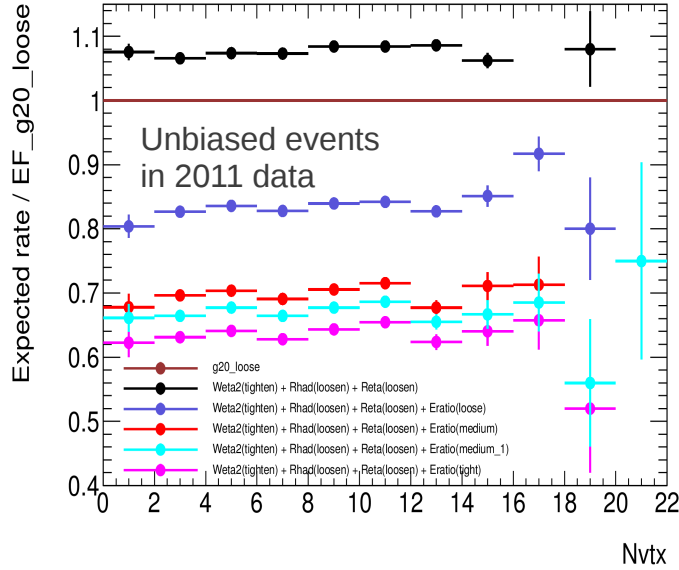 Expected rate / EF_g20_loose
1.1
1
0.9
0.8
0.7
0.6
0.5
0.4
Unbiased events
in 2011 data
g20_loose
Weta2(tighten) + Rhad(loosen) + Reta(loosen)
Weta2(tighten) + Rhad(loosen) + Reta(loosen) + Eratio(loose)
Weta2(tighten) + Rhad(loosen) + Reta(loosen) + Eratio(medium)
Weta2(tighten) + Rhad(loosen) + Reta(loosen) + Eratio(medium_1)
Weta2(tighten) + Rhad(loosen) + Reta(loosen) + Eratio(tight)
0 2 4 6 8 10 12 14 16 18 20 22
Nvtx